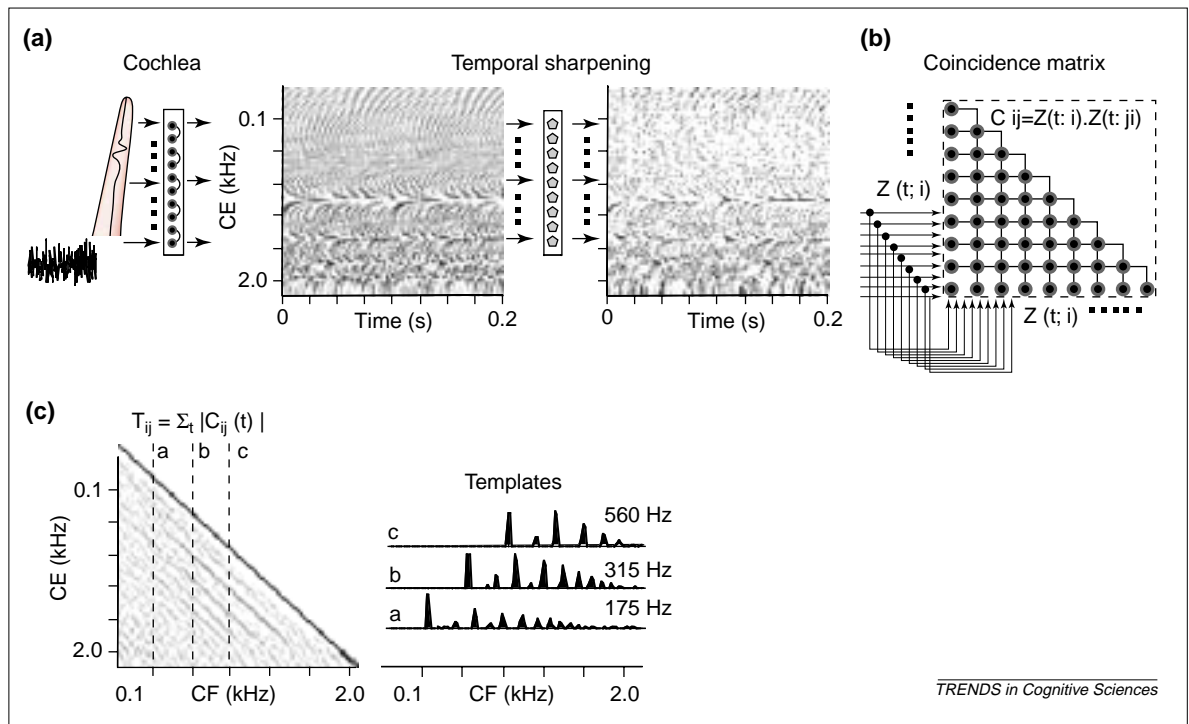 (a)
Cochlea
Temporal sharpening
CE (kHz)
0.1
2.0
0
Time (s)
0.2
0
Time (s)
0.2
(b)
Coincidence matrix
C ij=Z(t: i).Z(t: ji)
Z (t; i)
Z (t; i)
(c)
T_ij = Σ_t |C_ij (t) |
a b c
CE (kHz)
0.1
2.0
0.1 CF (kHz) 2.0
Templates
c 560 Hz
b 315 Hz
a 175 Hz
0.1 CF (kHz) 2.0
TRENDS in Cognitive Sciences